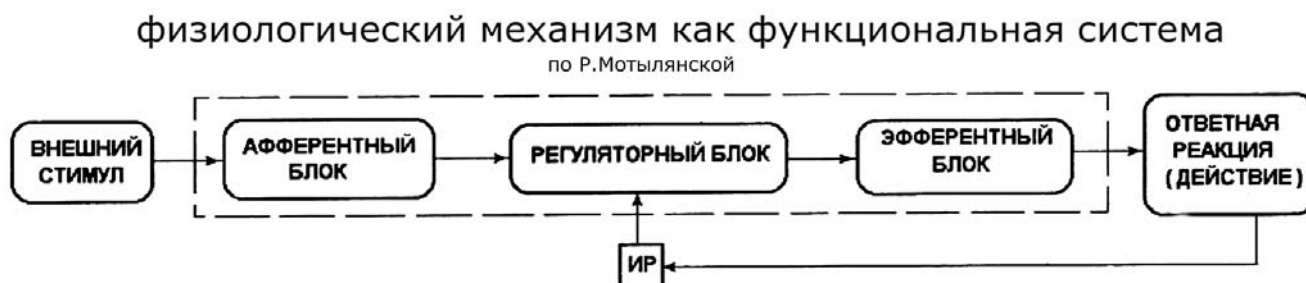 физиологический механизм как функциональная система
по Р.Мотылянской
ВНЕШНИЙ
СТИМУЛ
АФФЕРЕНТНЫЙ
БЛОК
РЕГУЛЯТОРНЫЙ БЛОК
ЭФФЕРЕНТНЫЙ
БЛОК
ОТВЕТНАЯ
РЕАКЦИЯ
(ДЕЙСТВИЕ)
ИР